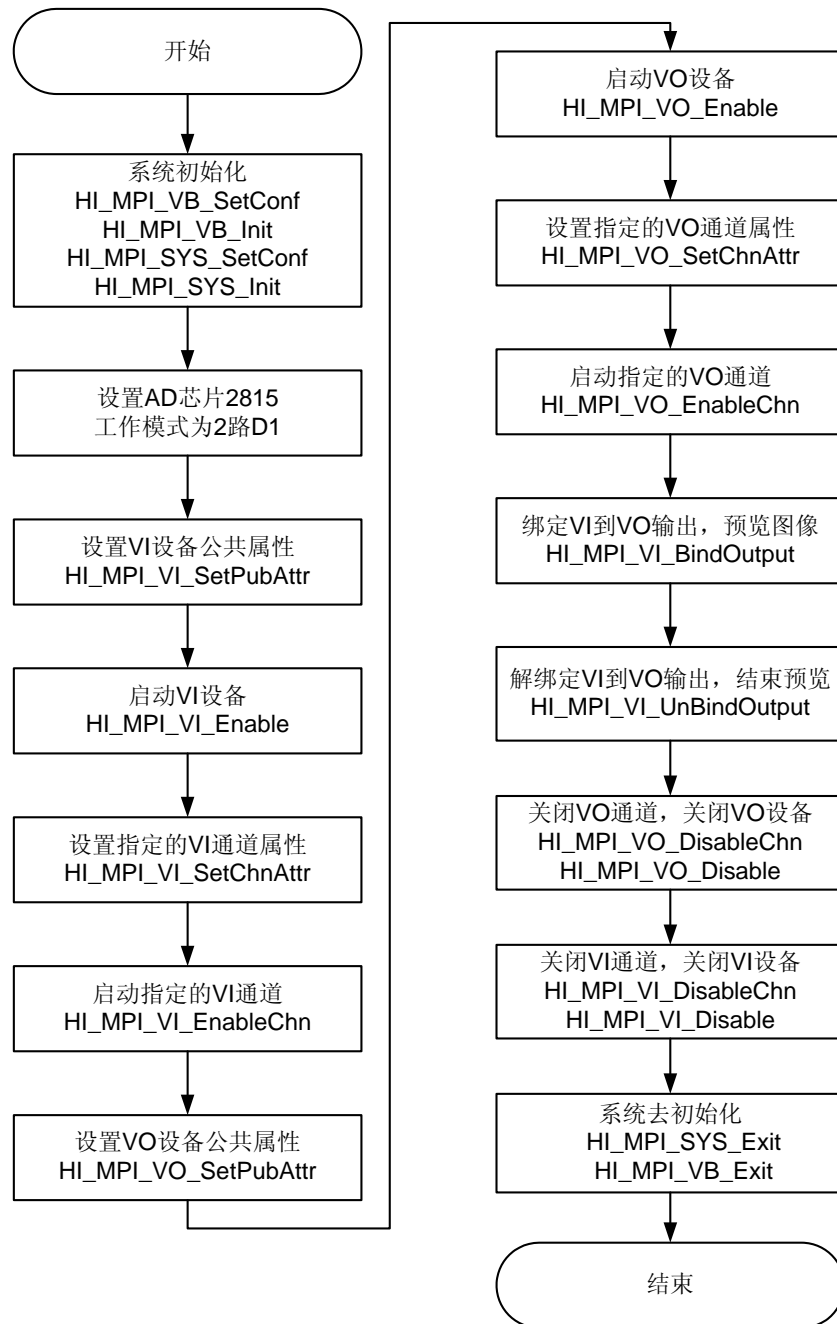 开始
系统初始化
HI_MPI_VB_SetConf
HI_MPI_VB_Init
HI_MPI_SYS_SetConf
HI_MPI_SYS_Init
设置AD芯片2815
工作模式为2路D1
设置VI设备公共属性
HI_MPI_VI_SetPubAttr
启动VI设备
HI_MPI_VI_Enable
设置指定的VI通道属性
HI_MPI_VI_SetChnAttr
启动指定的VI通道
HI_MPI_VI_EnableChn
设置VO设备公共属性
HI_MPI_VO_SetPubAttr
启动VO设备
HI_MPI_VO_Enable
设置指定的VO通道属性
HI_MPI_VO_SetChnAttr
启动指定的VO通道
HI_MPI_VO_EnableChn
绑定VI到VO输出，预览图像
HI_MPI_VI_BindOutput
解绑定VI到VO输出，结束预览
HI_MPI_VI_UnBindOutput
关闭VO通道，关闭VO设备
HI_MPI_VO_DisableChn
HI_MPI_VO_Disable
关闭VI通道，关闭VI设备
HI_MPI_VI_DisableChn
HI_MPI_VI_Disable
系统去初始化
HI_MPI_SYS_Exit
HI_MPI_VB_Exit
结束